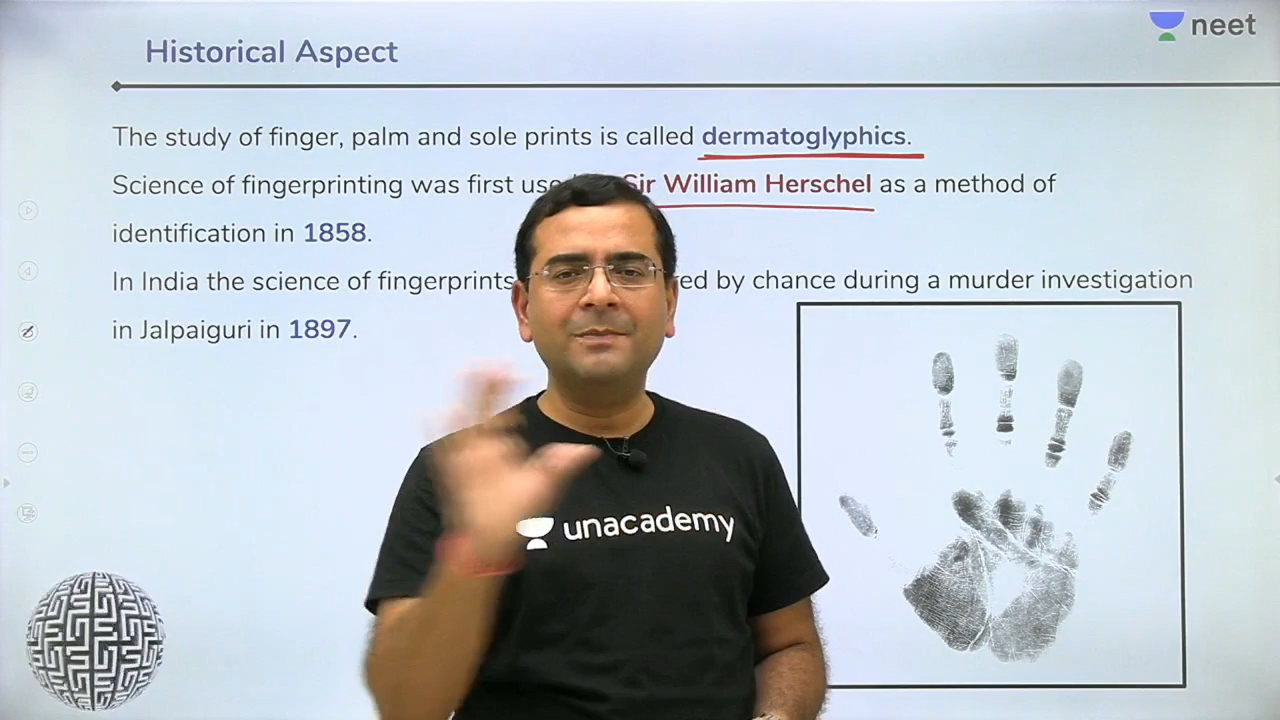 neet
Historical Aspect
The study of finger, palm and sole prints is called dermatoglyphics.
Science of fingerprinting was first Sir William Herschel as a method of
identification in 1858.
In India the science of fingerprints by chance during a murder investigation
in Jalpaiguri in 1897.
unacademy